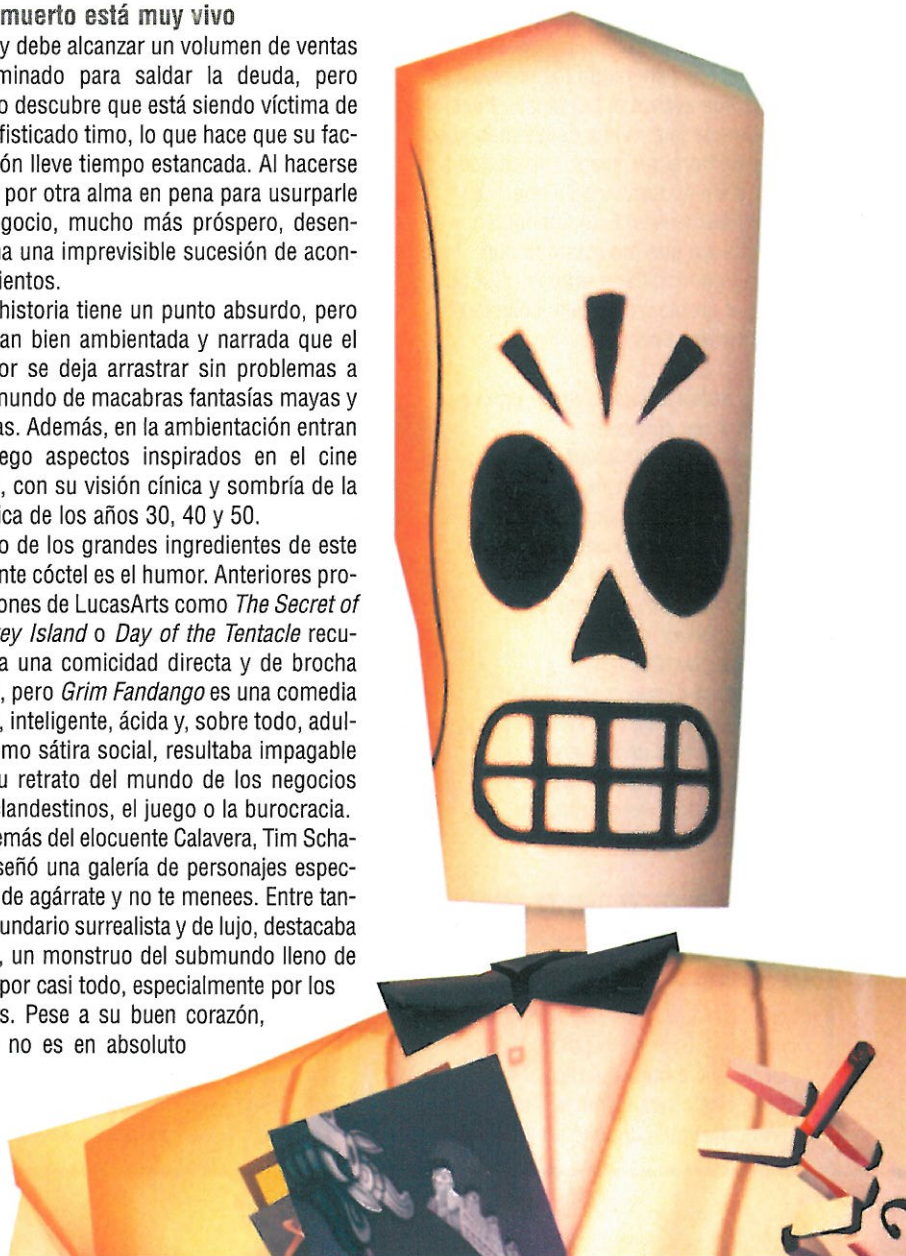 muerto está muy vivo
y debe alcanzar un volumen de ventas
minado para saldar la deuda, pero
o descubre que está siendo víctima de
fisticado timo, lo que hace que su fac-
ón lleve tiempo estancada. Al hacerse
por otra alma en pena para usurparle
gocio, mucho más próspero, desen-
a una imprevisible sucesión de acon-
ientos.
historia tiene un punto absurdo, pero
an bien ambientada y narrada que el
or se deja arrastrar sin problemas a
mundo de macabras fantasías mayas y
as. Además, en la ambientación entran
ego aspectos inspirados en el cine
, con su visión cínica y sombría de la
ica de los años 30, 40 y 50.
o de los grandes ingredientes de este
nte cóctel es el humor. Anteriores pro-
ones de LucasArts como The Secret of
ey Island o Day of the Tentacle recu-
a una comicidad directa y de brocha
, pero Grim Fandango es una comedia
, inteligente, ácida y, sobre todo, adul-
mo sátira social, resultaba impagable
u retrato del mundo de los negocios
clandestinos, el juego o la burocracia.
emás del elocuente Calavera, Tim Scha-
señó una galería de personajes espec-
de agárrate y no te menees. Entre tan-
undario surrealista y de lujo, destacaba
, un monstruo del submundo lleno de
por casi todo, especialmente por los
s. Pese a su buen corazón,
no es en absoluto